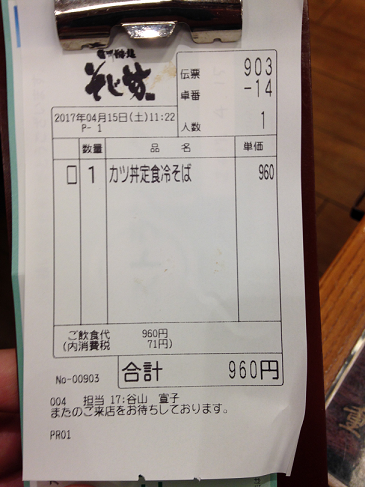 そじ坊
伝票 903
卓番 -14
人数 1
2017年04月15日(土)11:22
P- 1
数量 品名 単価
1 カツ丼定食冷そば 960
ご飲食代 960円
(内消費税 71円)
合計 960円
No-00903
004 担当 17:谷山 宣子
またのご来店をお待ちしております。
PR01